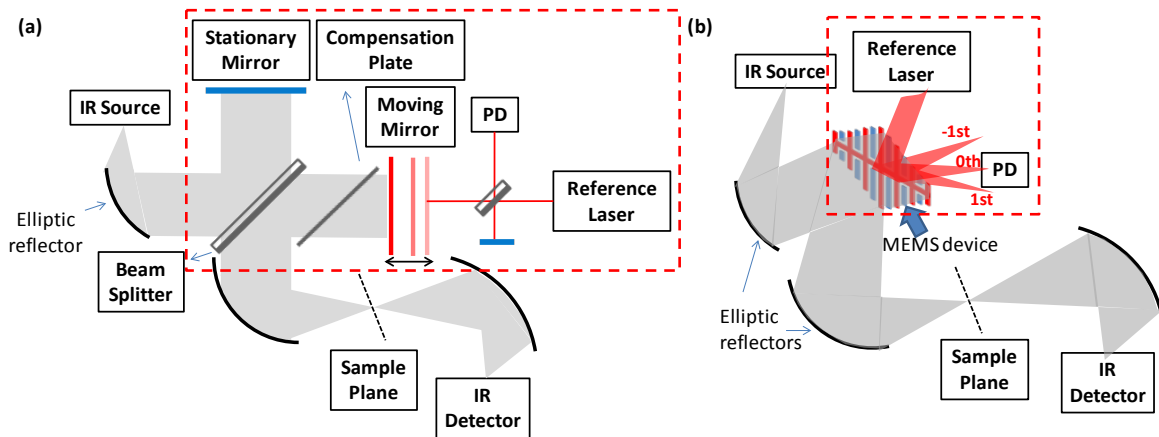 (a)
Stationary
Mirror
Compensation
Plate
IR Source
Moving
Mirror
PD
Reference
Laser
Elliptic
reflector
Beam
Splitter
Sample
Plane
IR
Detector
(b)
Reference
Laser
IR Source
-1st
0th
PD
1st
MEMS device
Elliptic
reflectors
Sample
Plane
IR
Detector